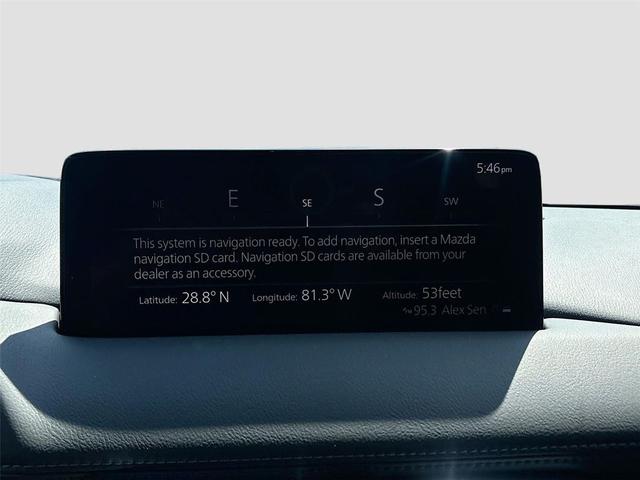 5:46pm
NE E SE S SW
This system is navigation ready. To add navigation, insert a Mazda
navigation SD card. Navigation SD cards are available from your
dealer as an accessory.
Latitude: 28.8° N Longitude: 81.3° W Altitude: 53feet
95.3 Alex Sen